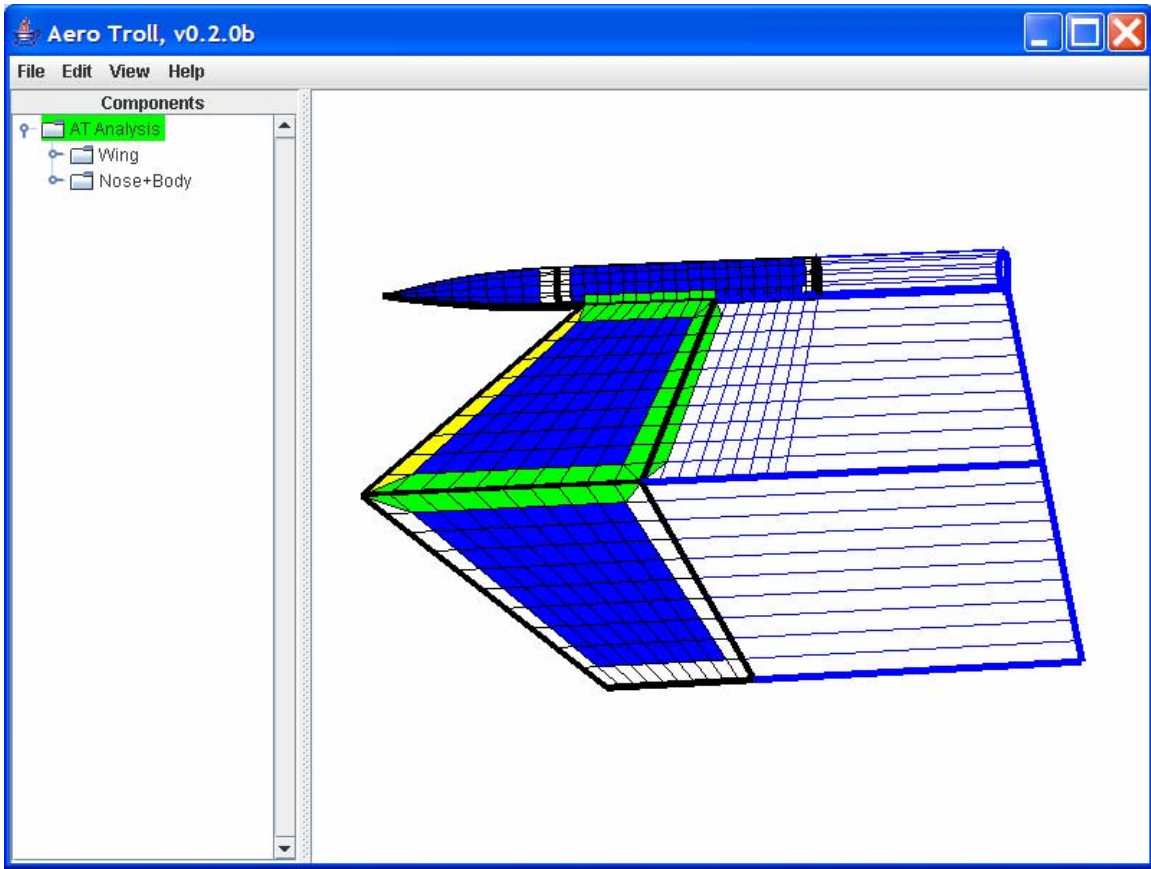 Aero Troll, v0.2.0b
File Edit View Help
Components
AT Analysis
Wing
Nose+Body